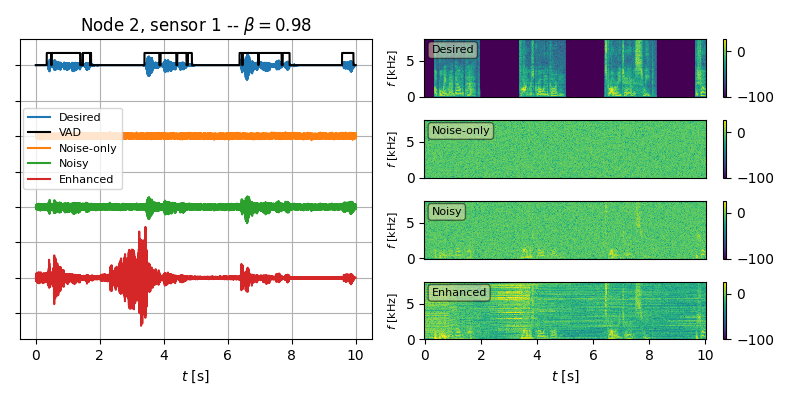 Node 2, sensor 1 -- β = 0.98
Desired
VAD
Noise-only
Noisy
Enhanced
0 2 4 6 8 10
t [s]
Desired
f [kHz]
5
0
0
−100
Noise-only
f [kHz]
5
0
0
−100
Noisy
f [kHz]
5
0
0
−100
Enhanced
f [kHz]
5
0
0
−100
0 2 4 6 8 10
t [s]